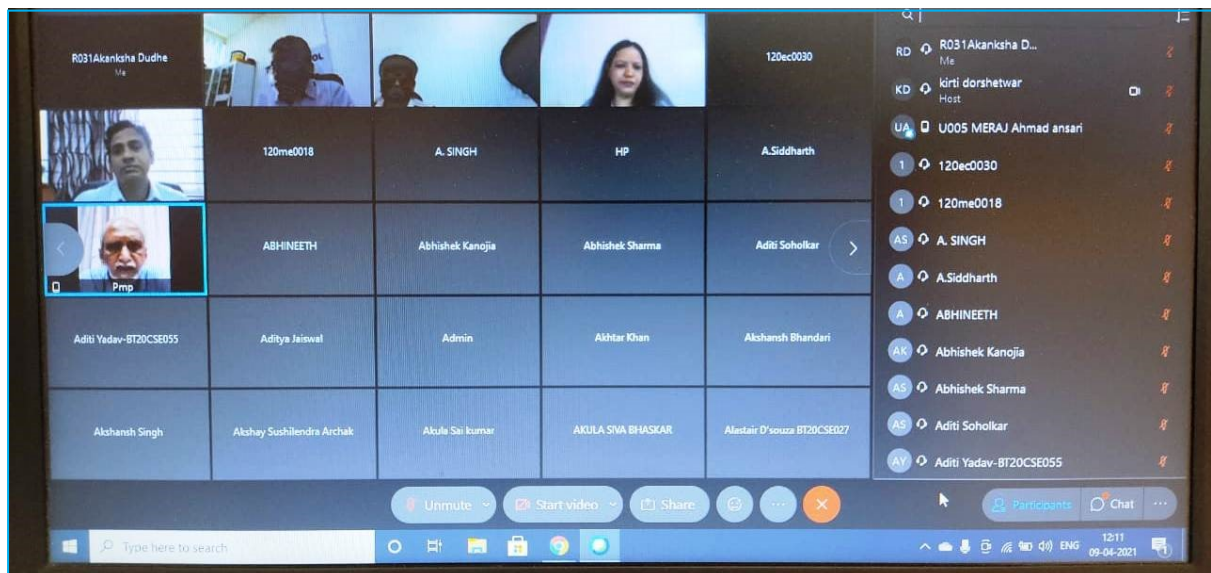 R031Akanksha Dudhe
Me
120ec0030
120me0018
A. SINGH
HP
A.Siddharth
Pmp
ABHINEETH
Abhishek Kanojia
Abhishek Sharma
Aditi Soholkar
Aditi Yadav-BT20CSE055
Aditya Jaiswal
Admin
Akhtar Khan
Akshansh Bhandari
Akshansh Singh
Akshay Sushilendra Archak
Akula Sai kumar
AKULA SIVA BHASKAR
Alastair D'souza BT20CSE027
RD R031Akanksha D...
Me
KD kirti dorshetwar
Host
UA U005 MERAJ Ahmad ansari
1 120ec0030
1 120me0018
AS A. SINGH
A A.Siddharth
A ABHINEETH
AK Abhishek Kanojia
AS Abhishek Sharma
AS Aditi Soholkar
AY Aditi Yadav-BT20CSE055
Unmute Start video Share
Participants Chat
Type here to search
ENG 12:11
09-04-2021